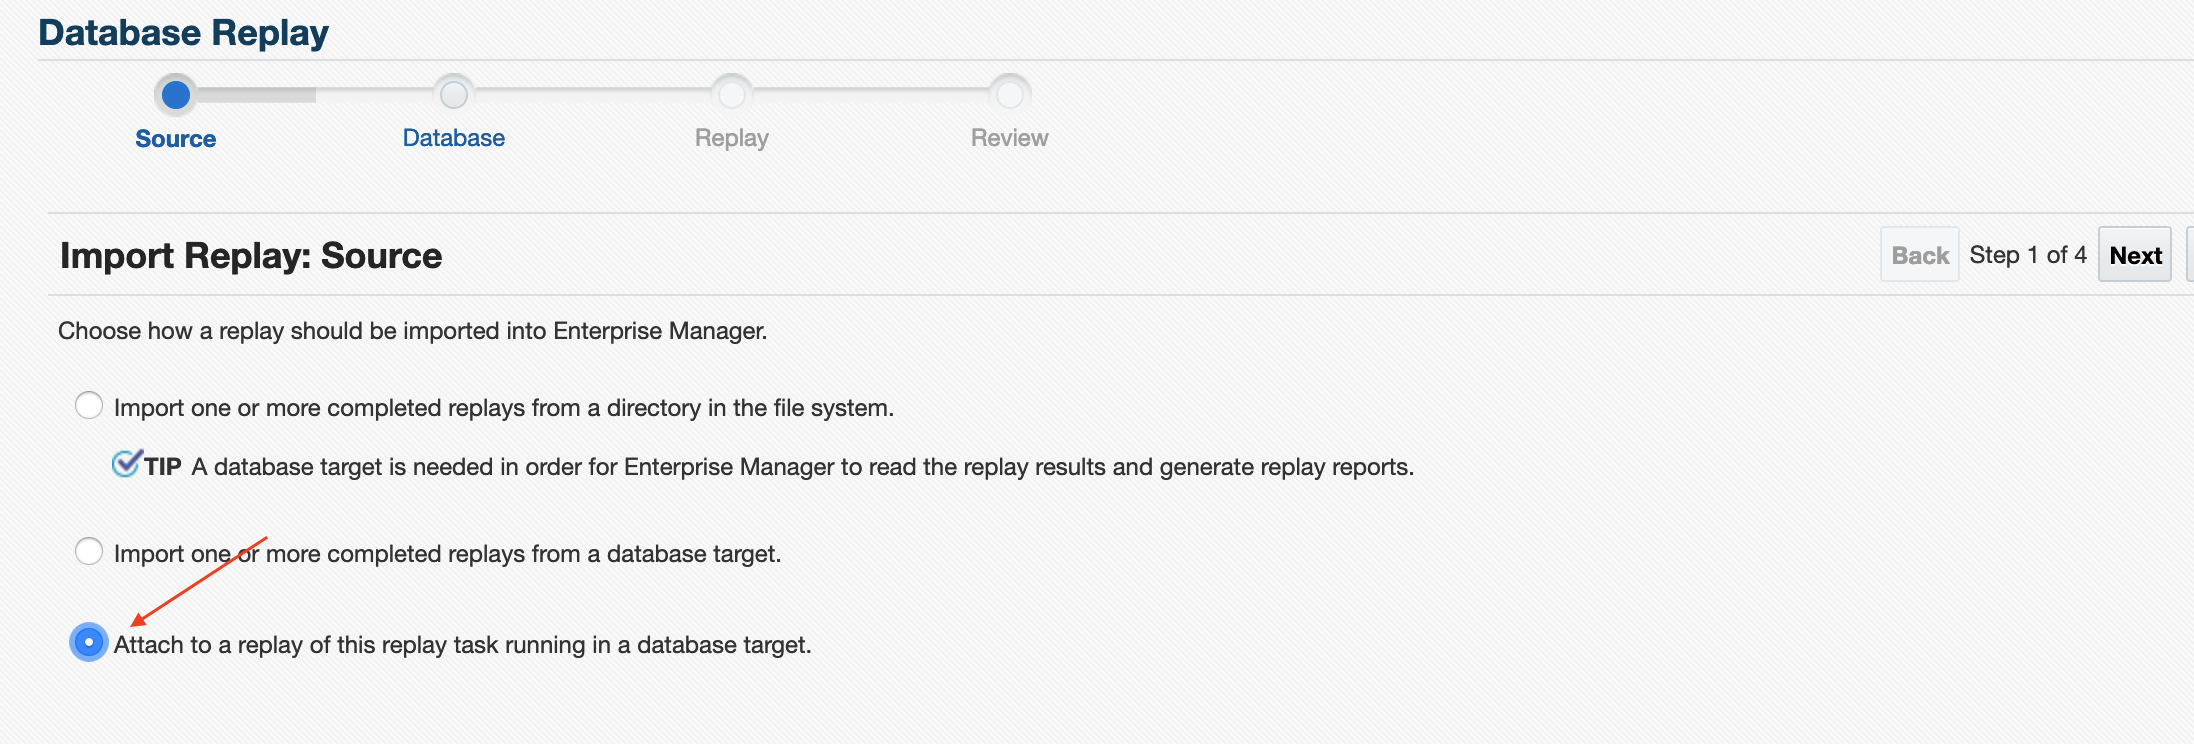 Database Replay
Source Database Replay Review
Import Replay: Source
Back Step 1 of 4 Next
Choose how a replay should be imported into Enterprise Manager.
Import one or more completed replays from a directory in the file system.
TIP A database target is needed in order for Enterprise Manager to read the replay results and generate replay reports.
Import one or more completed replays from a database target.
Attach to a replay of this replay task running in a database target.